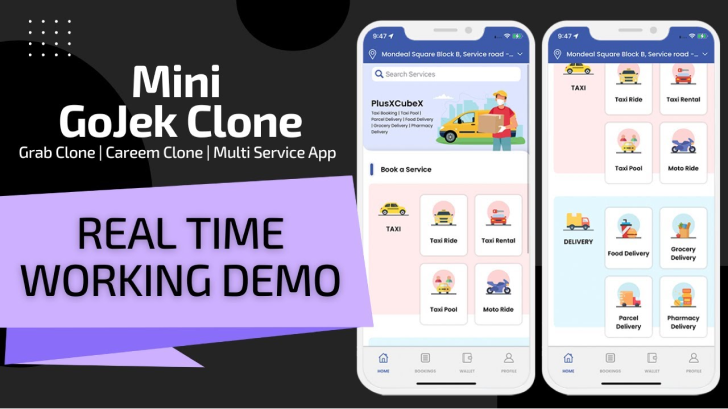 Mini
GoJek Clone
Grab Clone | Careem Clone | Multi Service App
REAL TIME
WORKING DEMO
9:47
Mondeal Square Block B, Service road -...
Search Services
PlusXCubeX
Taxi Booking | Taxi Pool |
Parcel Delivery | Food Delivery
| Grocery Delivery | Pharmacy
Delivery
Book a Service
TAXI
Taxi Ride
Taxi Rental
Taxi Pool
Moto Ride
HOME
BOOKINGS
WALLET
PROFILE
9:47
Mondeal Square Block B, Service road -...
TAXI
Taxi Ride
Taxi Rental
Taxi Pool
Moto Ride
DELIVERY
Food Delivery
Grocery
Delivery
Parcel
Delivery
Pharmacy
Delivery
HOME
BOOKINGS
WALLET
PROFILE